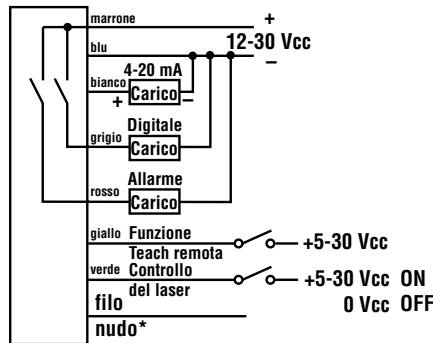 marrone +
blu 12-30 Vcc
–
4-20 mA
bianco Carico
+ –
Digitale
grigio Carico
Allarme
rosso Carico
giallo Funzione +5-30 Vcc
Teach remota
verde Controllo +5-30 Vcc ON
del laser 0 Vcc OFF
filo
nudo*